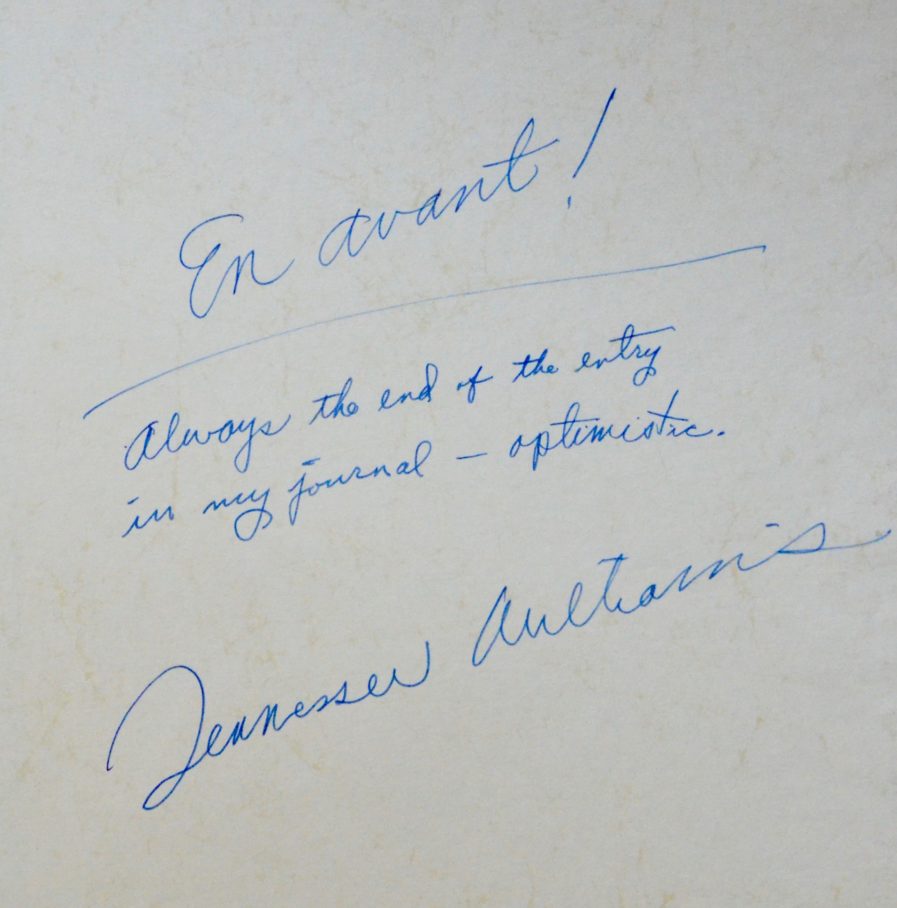 En avant!
Always the end of the entry
in my journal – optimistic.
Tennessee Williams